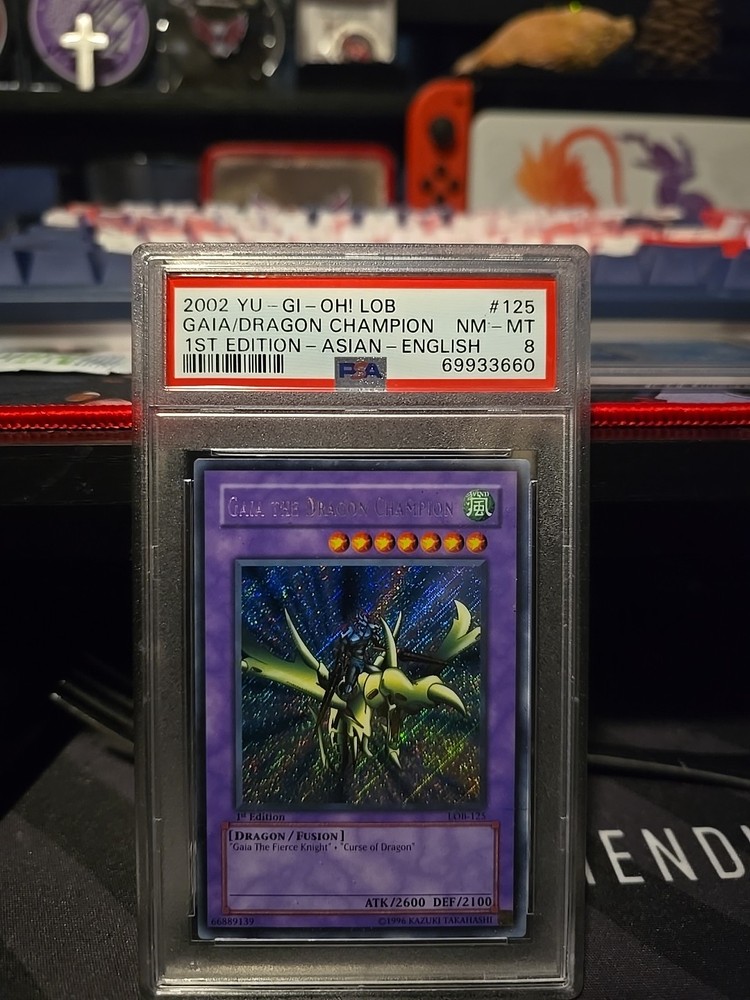 2002 YU-GI-OH! LOB #125
GAIA/DRAGON CHAMPION NM-MT
1ST EDITION-ASIAN-ENGLISH 8
PSA 69933660
GAIA THE DRAGON CHAMPION WIND 風
1st Edition LOB-125
[DRAGON/FUSION]
"Gaia The Fierce Knight" + "Curse of Dragon"
ATK/2600 DEF/2100
66889139 ©1996 KAZUKI TAKAHASHI